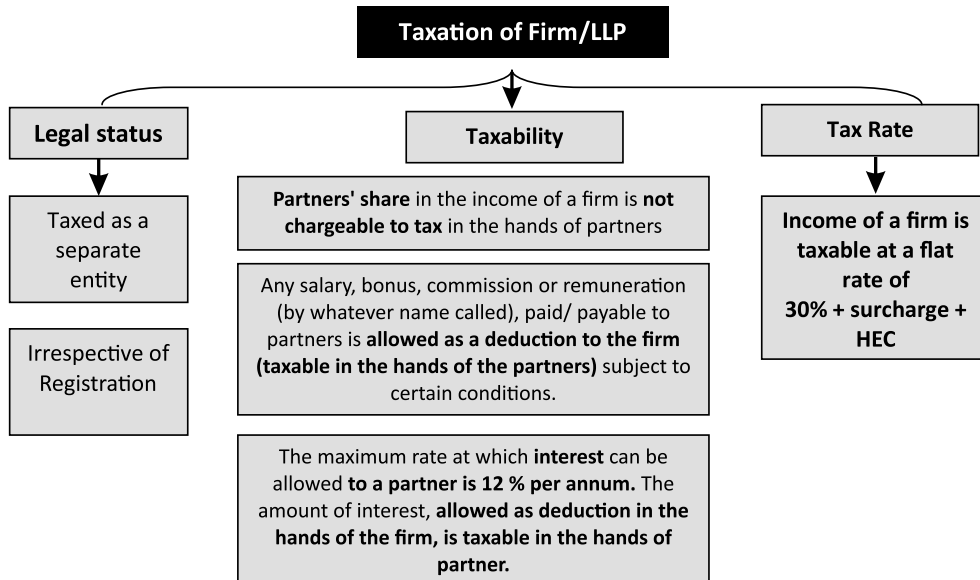 Taxation of Firm/LLP
Legal status
Taxed as a
separate
entity
Irrespective of
Registration
Taxability
Partners' share in the income of a firm is not
chargeable to tax in the hands of partners
Any salary, bonus, commission or remuneration
(by whatever name called), paid/ payable to
partners is allowed as a deduction to the firm
(taxable in the hands of the partners) subject to
certain conditions.
The maximum rate at which interest can be
allowed to a partner is 12 % per annum. The
amount of interest, allowed as deduction in the
hands of the firm, is taxable in the hands of
partner.
Tax Rate
Income of a firm is
taxable at a flat
rate of
30% + surcharge +
HEC